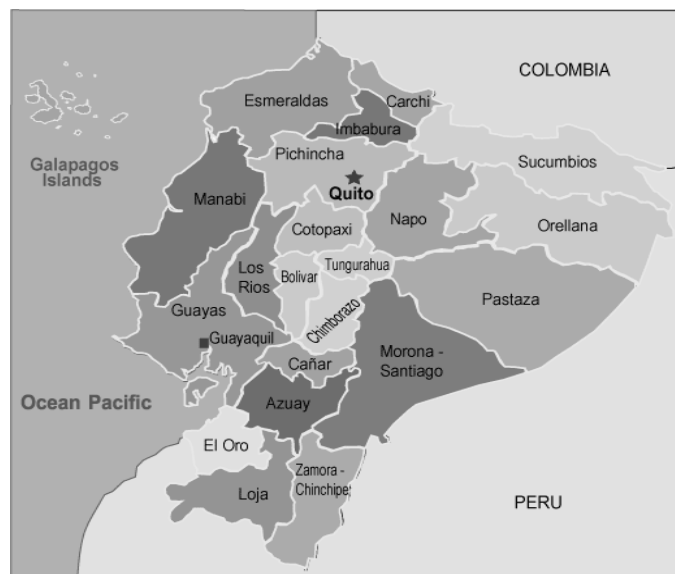 COLOMBIA
Esmeraldas
Carchi
Imbabura
Pichincha
Sucumbios
Galapagos
Islands
Quito
Manabi
Napo
Orellana
Cotopaxi
Los
Rios
Bolivar
Tungurahua
Guayas
Pastaza
Chimborazo
Guayaquil
Morona -
Santiago
Cañar
Ocean Pacific
Azuay
El Oro
Zamora -
Chinchipe
Loja
PERU